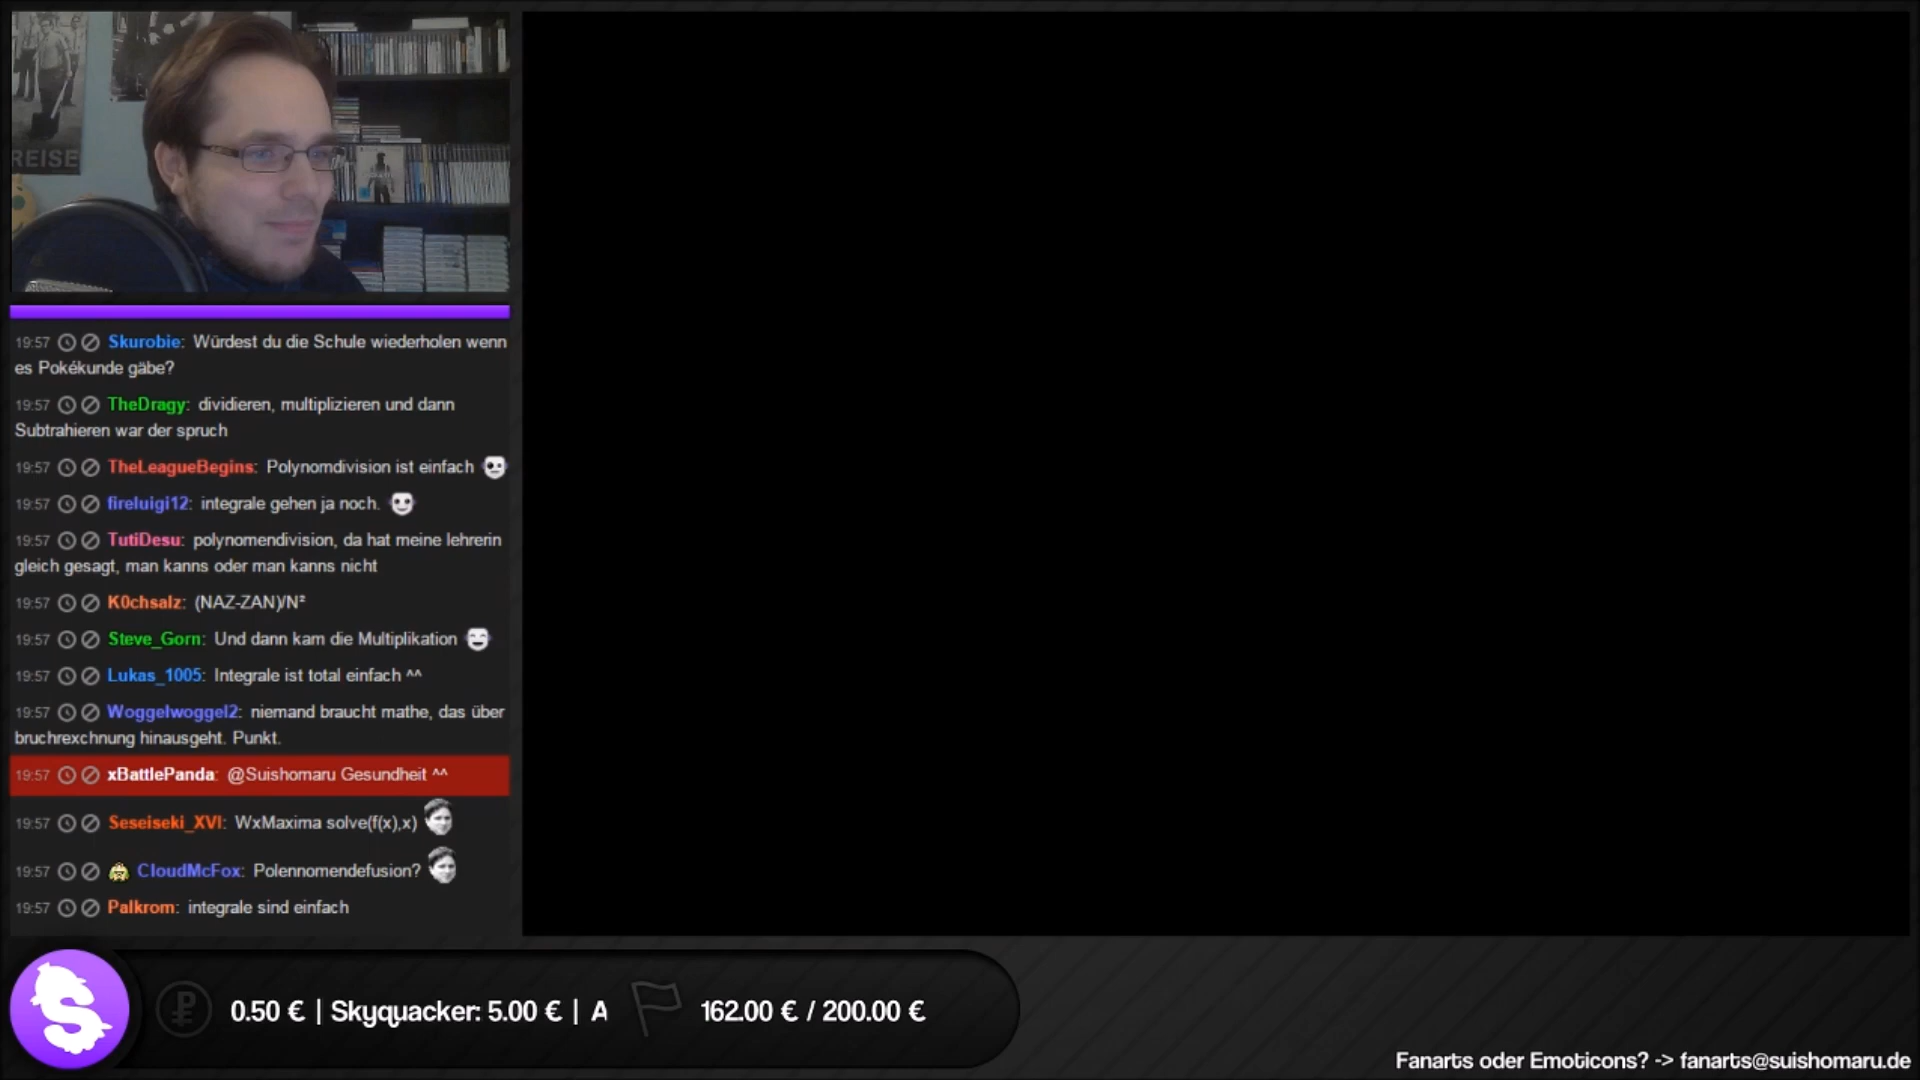 REISE
19:57 Skurobie: Würdest du die Schule wiederholen wenn
es Pokékunde gäbe?
19:57 TheDragy: dividieren, multiplizieren und dann
Subtrahieren war der spruch
19:57 TheLeagueBegins: Polynomdivision ist einfach
19:57 fireluigi12: integrale gehen ja noch.
19:57 TutiDesu: polynomendivision, da hat meine lehrerin
gleich gesagt, man kanns oder man kanns nicht
19:57 K0chsalz: (NAZ-ZAN)/N²
19:57 Steve_Gorn: Und dann kam die Multiplikation
19:57 Lukas_1005: Integrale ist total einfach ^^
19:57 Woggelwoggel2: niemand braucht mathe, das über
bruchrexchnung hinausgeht. Punkt.
19:57 xBattlePanda: @Suishomaru Gesundheit ^^
19:57 Seseiseki_XVI: WxMaxima solve(f(x),x)
19:57 CloudMcFox: Polennomendefusion?
19:57 Palkrom: integrale sind einfach
S
0.50 € | Skyquacker: 5.00 € | A
162.00 € / 200.00 €
Fanarts oder Emoticons? -> fanarts@suishomaru.de